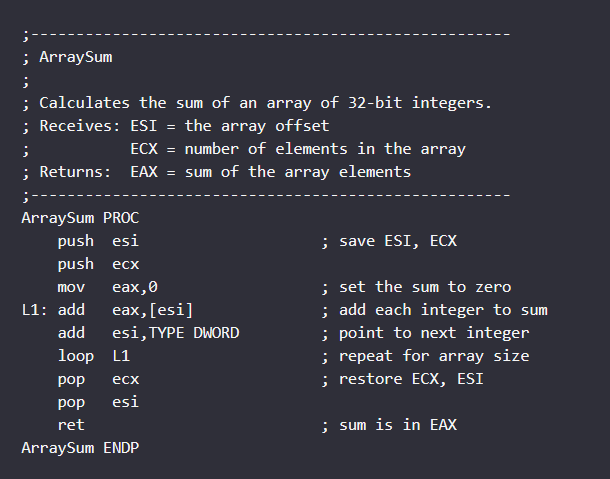 ;-----------------------------------------------------
; ArraySum
;
; Calculates the sum of an array of 32-bit integers.
; Receives: ESI = the array offset
;           ECX = number of elements in the array
; Returns:  EAX = sum of the array elements
;-----------------------------------------------------
ArraySum PROC
    push  esi                    ; save ESI, ECX
    push  ecx
    mov   eax,0                  ; set the sum to zero
L1: add   eax,[esi]              ; add each integer to sum
    add   esi,TYPE DWORD         ; point to next integer
    loop  L1                     ; repeat for array size
    pop   ecx                    ; restore ECX, ESI
    pop   esi
    ret                          ; sum is in EAX
ArraySum ENDP